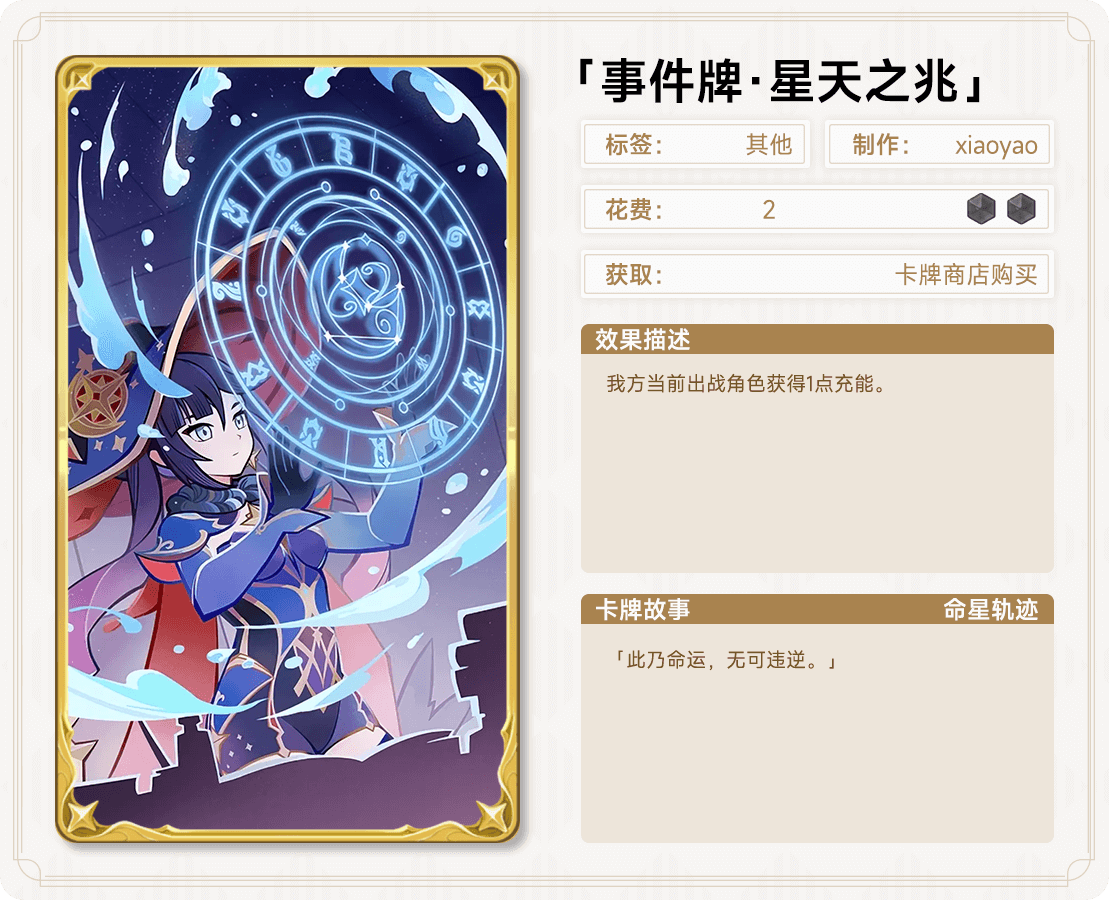 「事件牌·星天之兆」
标签： 其他 制作： xiaoyao
花费： 2
获取： 卡牌商店购买
效果描述
我方当前出战角色获得1点充能。
卡牌故事 命星轨迹
「此乃命运，无可违逆。」